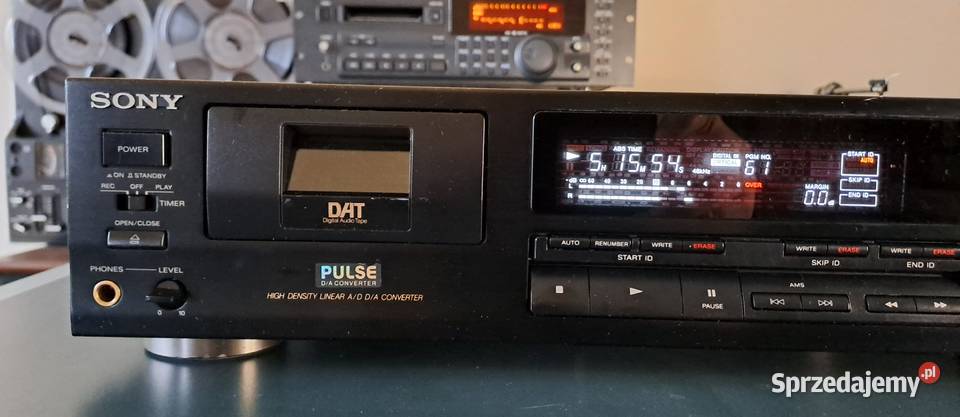 SONY
POWER
ON STANDBY
REC OFF PLAY
TIMER
OPEN/CLOSE
PHONES LEVEL
0 10
DAT
Digital Audio Tape
PULSE
D/A CONVERTER
HIGH DENSITY LINEAR A/D D/A CONVERTER
ABS TIME
5H 15M 54S
48kHz
PGM NO.
61
START ID
AUTO
SKIP ID
END ID
MARGIN
0.0
OVER
L
R
AUTO RENUMBER WRITE ERASE
START ID
WRITE ERASE
SKIP ID
WRITE ERASE
END ID
PAUSE
AMS
Sprzedajemy.pl